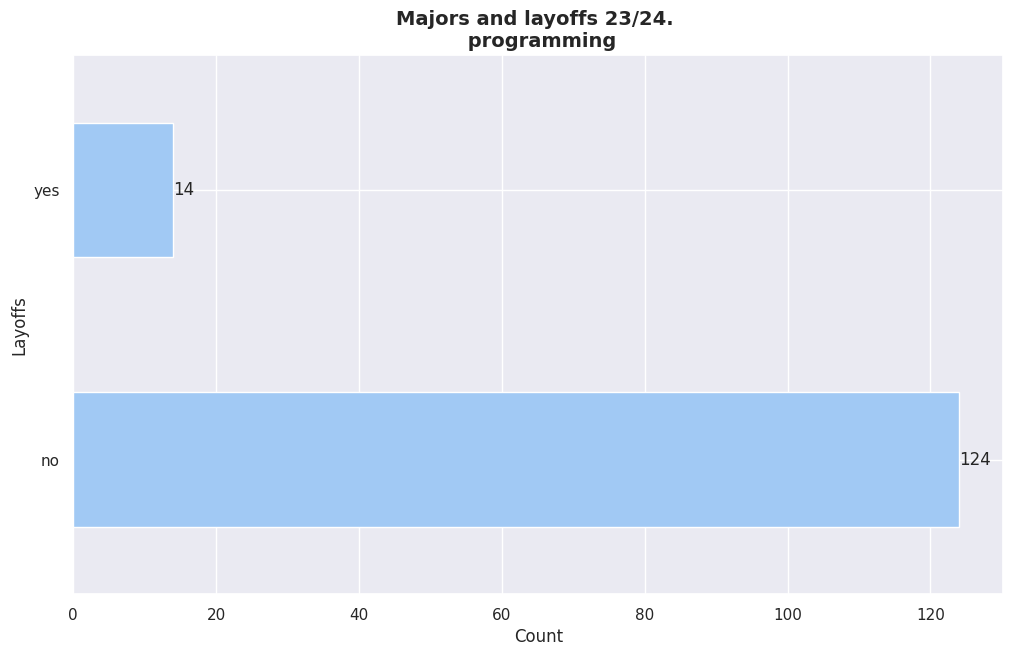 Majors and layoffs 23/24.
programming
yes
14
Layoffs
no
124
0 20 40 60 80 100 120
Count